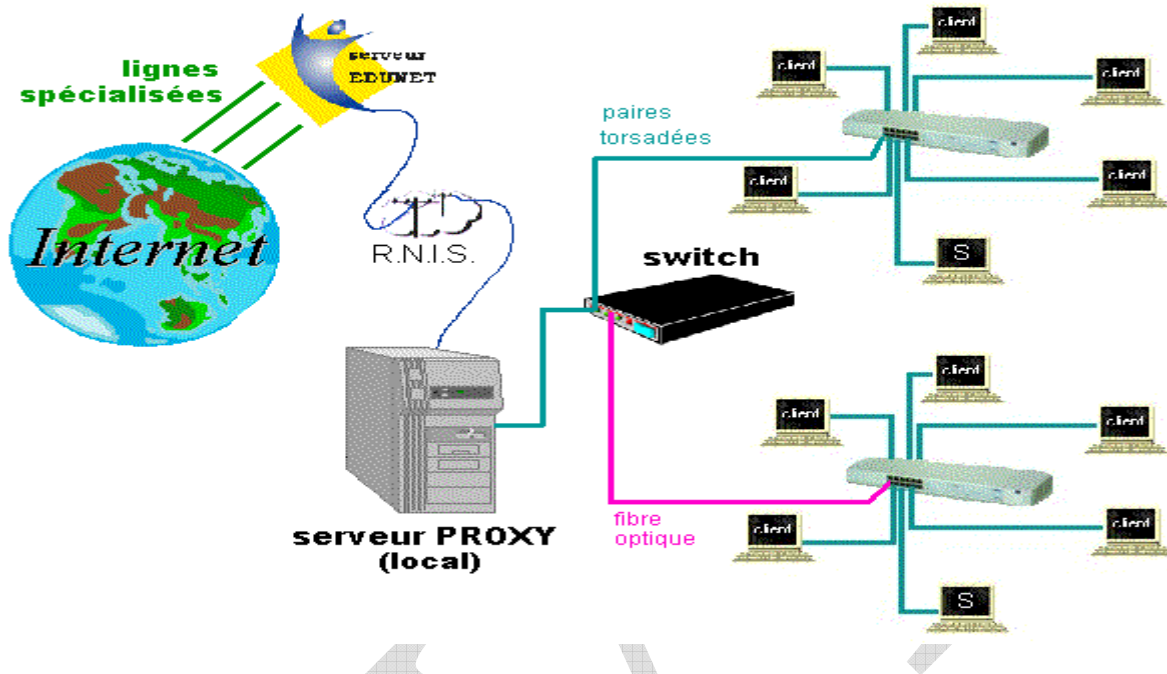 serveur
EDUNET
lignes
spécialisées
Internet
R.N.I.S.
serveur PROXY
(local)
switch
paires
torsadées
client
client
client
client
client
S
fibre
optique
client
client
client
client
client
S